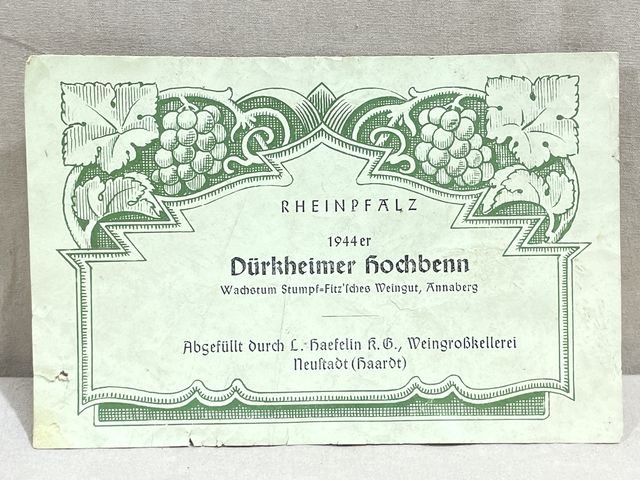 RHEINPFALZ
1944er
Dürkheimer Hochbenn
Wachstum Stumpf=Fitz'sches Weingut, Annaberg
Abgefüllt durch L. Haefelin K.G., Weingroßkellerei
Neustadt (Haardt)